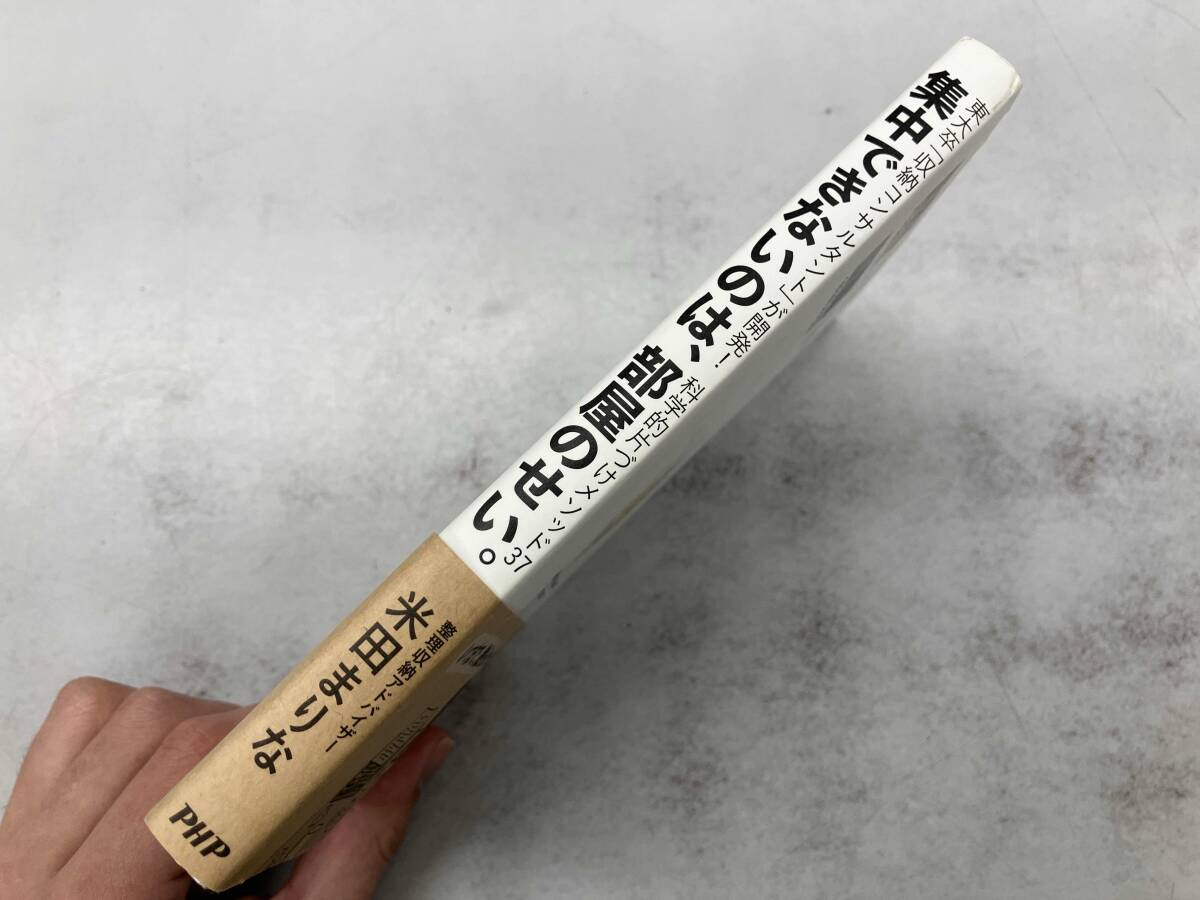 東大卒「収納コンサルタント」が開発！ 科学的片づけメソッド37
集中できないのは、部屋のせい。
整理収納アドバイザー
米田まりな
PHP